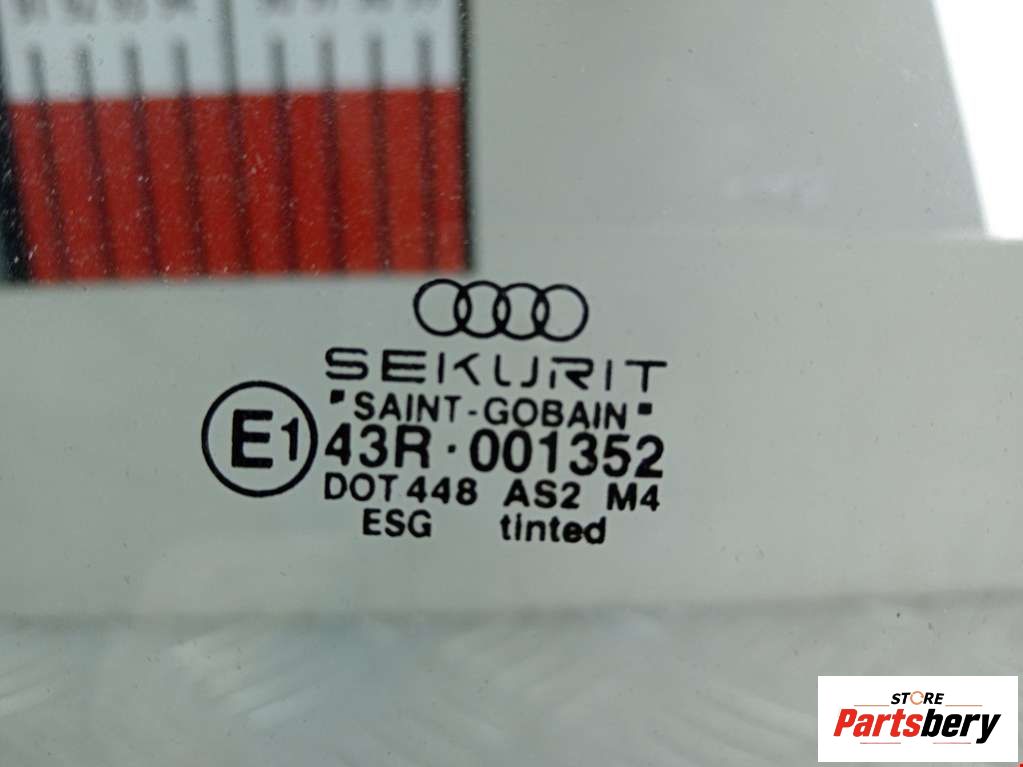 SEKURIT
"SAINT-GOBAIN"
E1 43R·001352
DOT 448 AS2 M4
ESG tinted
STORE
Partsbery